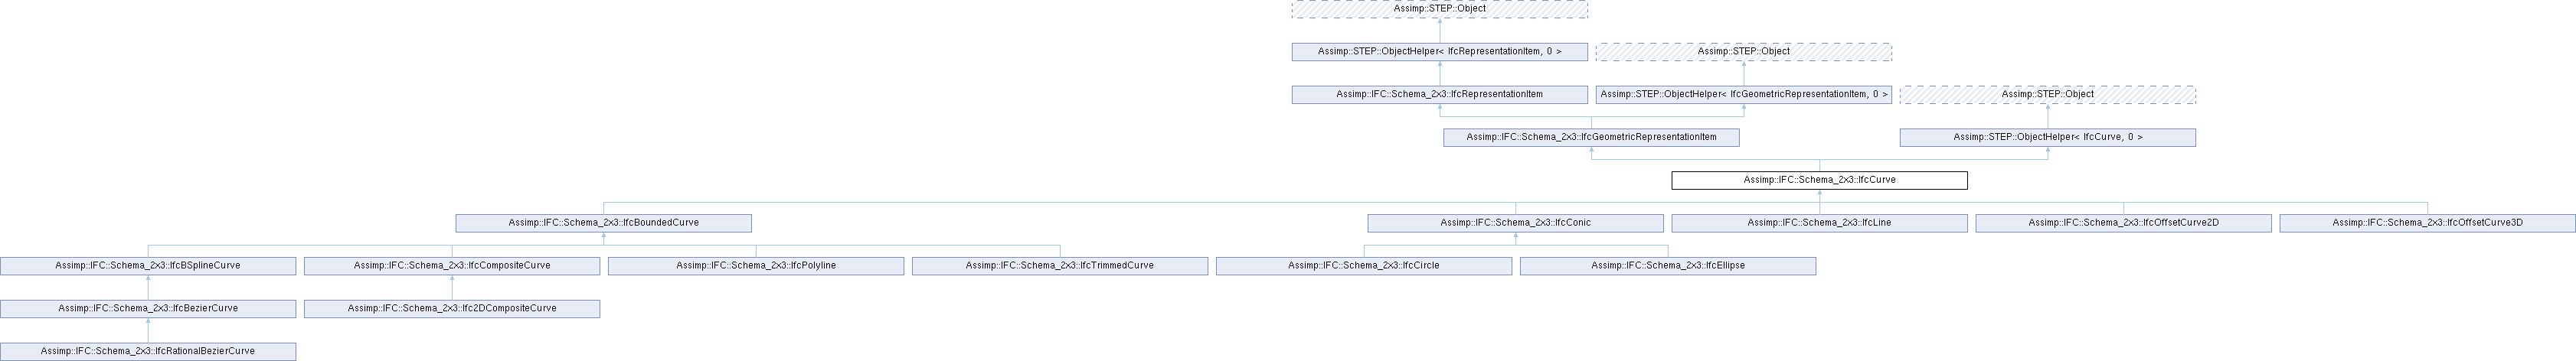 Assimp::STEP::Object
Assimp::STEP::ObjectHelper< IfcRepresentationItem, 0 >
Assimp::STEP::Object
Assimp::IFC::Schema_2x3::IfcRepresentationItem
Assimp::STEP::ObjectHelper< IfcGeometricRepresentationItem, 0 >
Assimp::STEP::Object
Assimp::IFC::Schema_2x3::IfcGeometricRepresentationItem
Assimp::STEP::ObjectHelper< IfcCurve, 0 >
Assimp::IFC::Schema_2x3::IfcCurve
Assimp::IFC::Schema_2x3::IfcBoundedCurve
Assimp::IFC::Schema_2x3::IfcConic
Assimp::IFC::Schema_2x3::IfcLine
Assimp::IFC::Schema_2x3::IfcOffsetCurve2D
Assimp::IFC::Schema_2x3::IfcOffsetCurve3D
Assimp::IFC::Schema_2x3::IfcBSplineCurve
Assimp::IFC::Schema_2x3::IfcCompositeCurve
Assimp::IFC::Schema_2x3::IfcPolyline
Assimp::IFC::Schema_2x3::IfcTrimmedCurve
Assimp::IFC::Schema_2x3::IfcCircle
Assimp::IFC::Schema_2x3::IfcEllipse
Assimp::IFC::Schema_2x3::IfcBezierCurve
Assimp::IFC::Schema_2x3::Ifc2DCompositeCurve
Assimp::IFC::Schema_2x3::IfcRationalBezierCurve